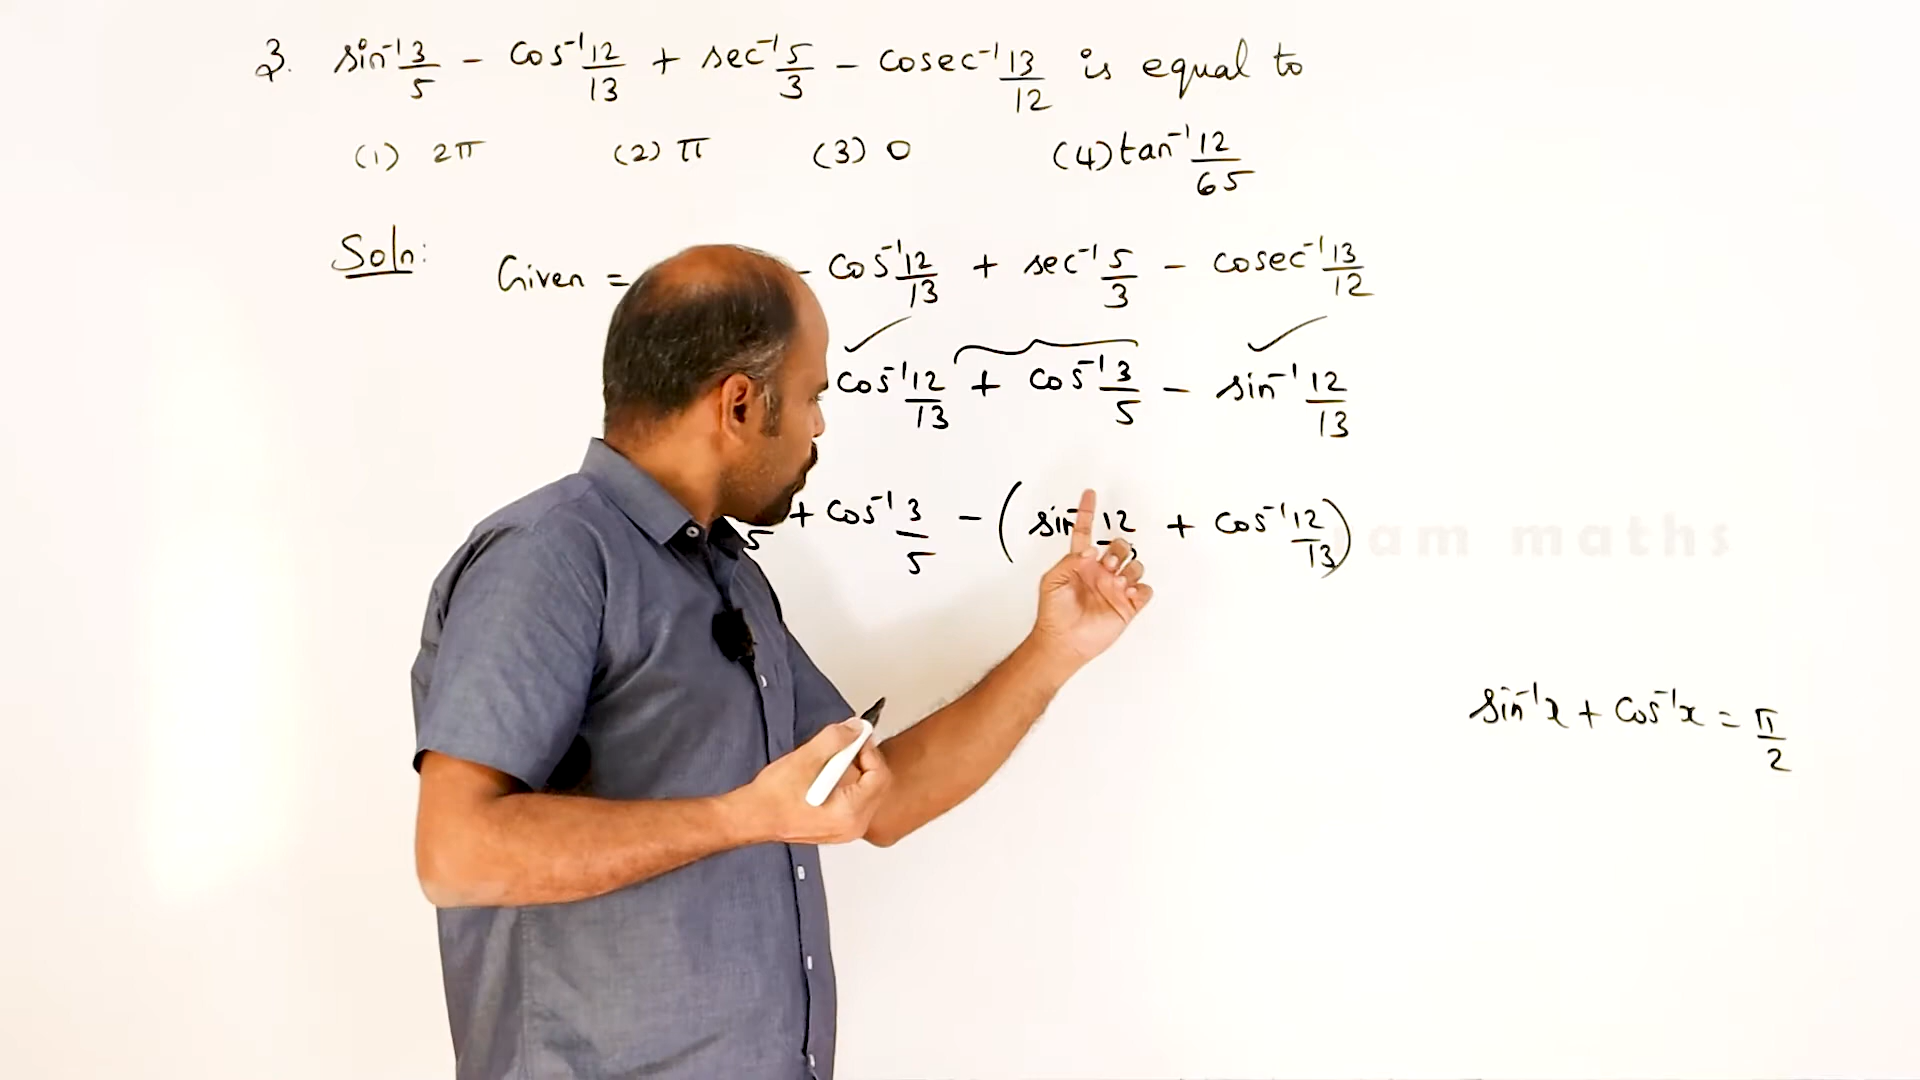 3. sin⁻¹ 3/5 − cos⁻¹ 12/13 + sec⁻¹ 5/3 − cosec⁻¹ 13/12 is equal to
(1) 2π (2) π (3) 0 (4) tan⁻¹ 12/65
Soln: Given = − cos⁻¹ 12/13 + sec⁻¹ 5/3 − cosec⁻¹ 13/12
cos⁻¹ 12/13 + cos⁻¹ 3/5 − sin⁻¹ 12/13
5 + cos⁻¹ 3/5 − (sin⁻¹ 12 + cos⁻¹ 12/13)
maths
sin⁻¹x + cos⁻¹x = π/2